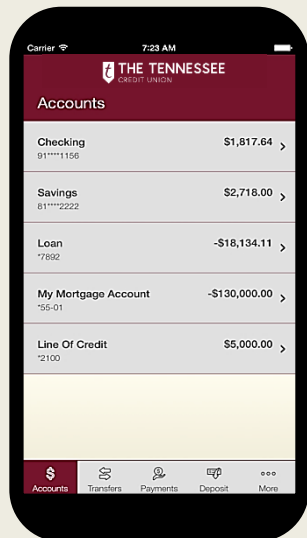 Carrier 7:23 AM
t THE TENNESSEE
CREDIT UNION
Accounts
Checking $1,817.64 >
91****1156
Savings $2,718.00 >
81****2222
Loan -$18,134.11 >
*7892
My Mortgage Account -$130,000.00 >
*55-01
Line Of Credit $5,000.00 >
*2100
$
Accounts Transfers Payments Deposit More